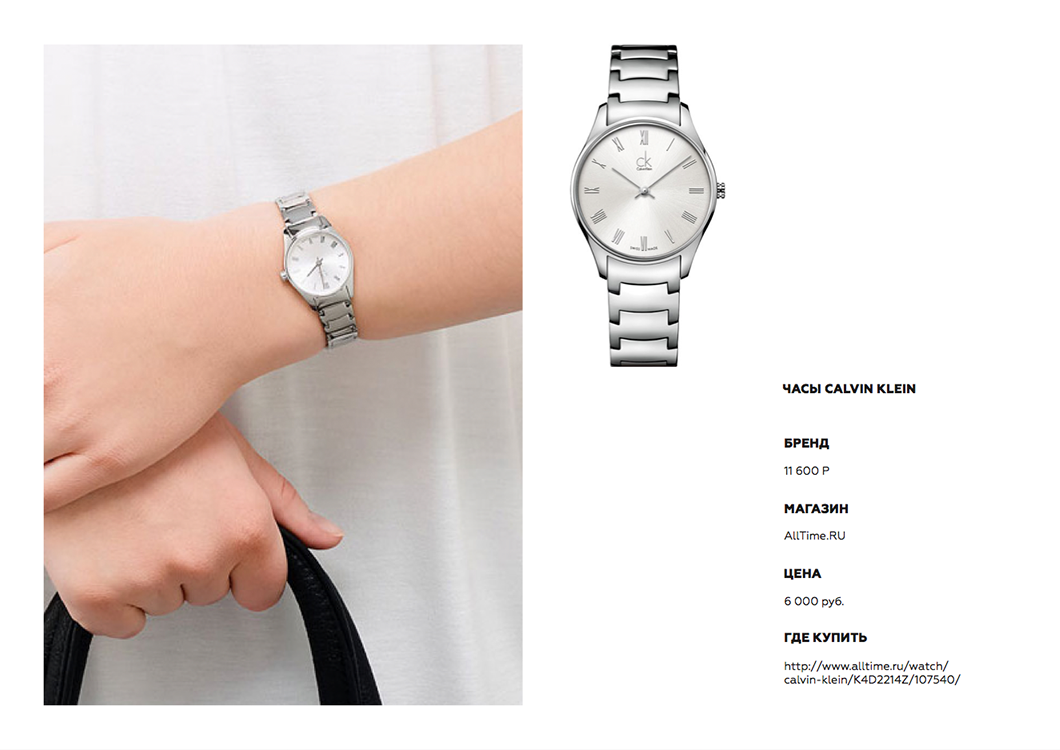 ck
Calvin Klein
SWISS MADE
ЧАСЫ CALVIN KLEIN
БРЕНД
11 600 Р
МАГАЗИН
AllTime.RU
ЦЕНА
6 000 руб.
ГДЕ КУПИТЬ
http://www.alltime.ru/watch/
calvin-klein/K4D2214Z/107540/